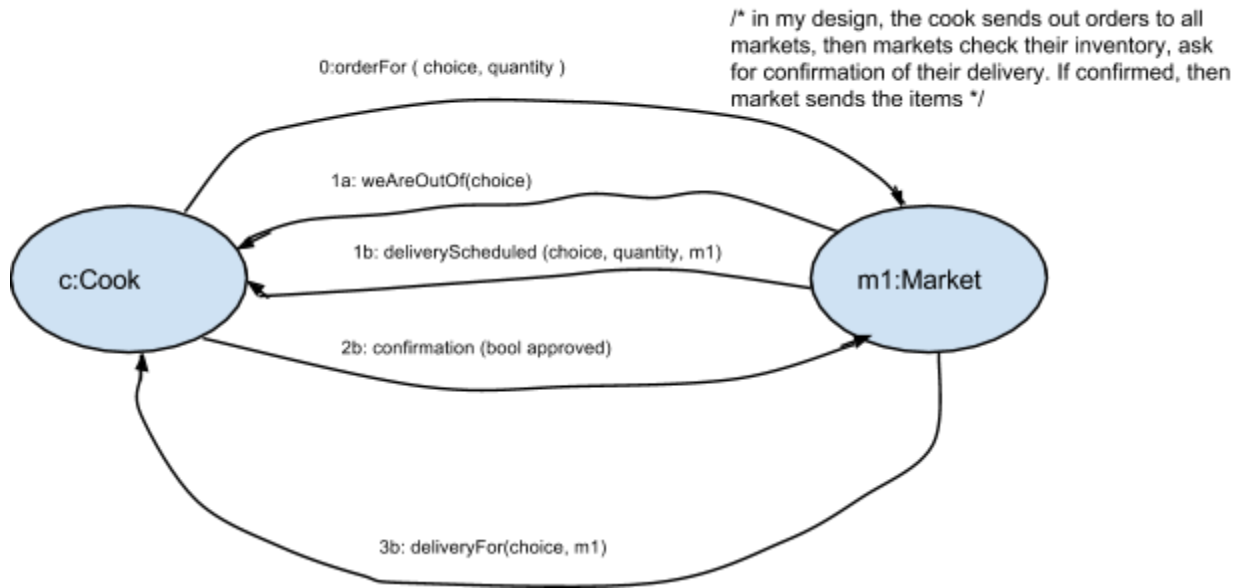 /* in my design, the cook sends out orders to all
markets, then markets check their inventory, ask
for confirmation of their delivery. If confirmed, then
market sends the items */
0:orderFor ( choice, quantity )
1a: weAreOutOf(choice)
1b: deliveryScheduled (choice, quantity, m1)
c:Cook
m1:Market
2b: confirmation (bool approved)
3b: deliveryFor(choice, m1)